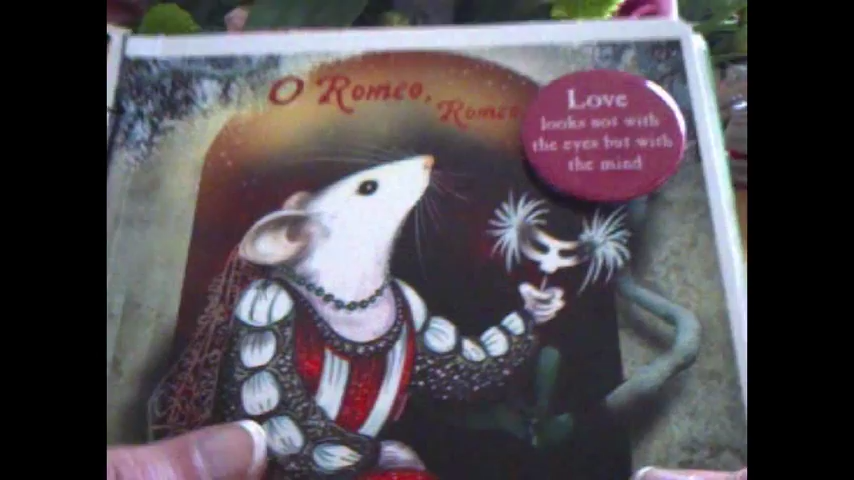 O Romeo,
Romeo
Love
looks not with
the eyes but with
the mind